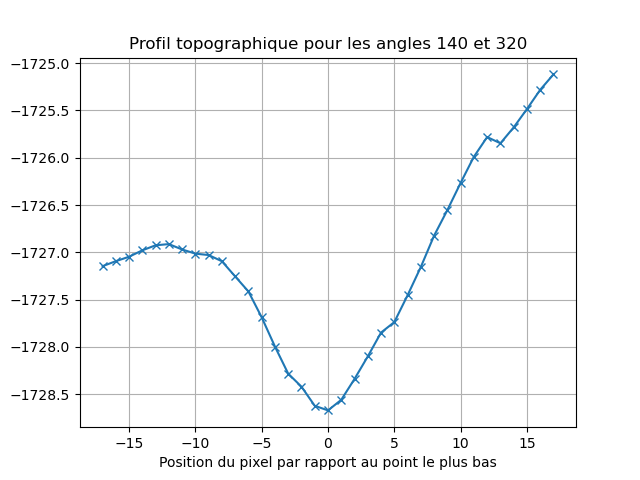 Profil topographique pour les angles 140 et 320
−1725.0
−1725.5
−1726.0
−1726.5
−1727.0
−1727.5
−1728.0
−1728.5
−15 −10 −5 0 5 10 15
Position du pixel par rapport au point le plus bas